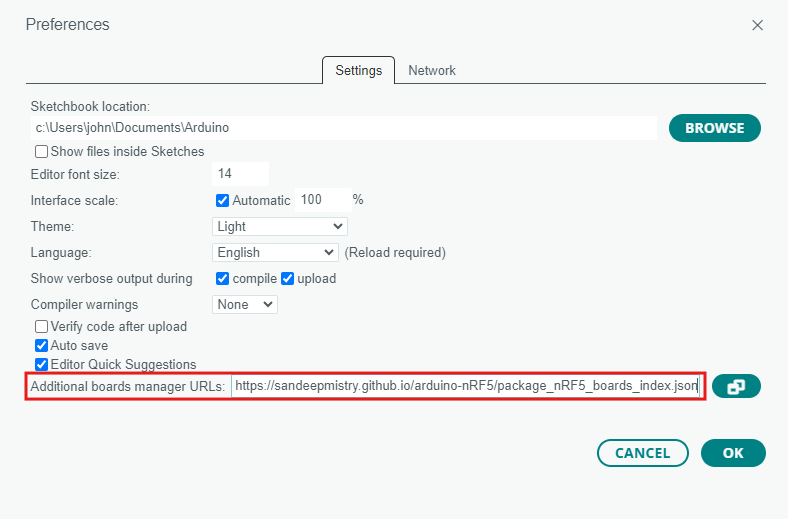 Preferences
Settings Network
Sketchbook location:
c:\Users\john\Documents\Arduino
BROWSE
Show files inside Sketches
Editor font size: 14
Interface scale: Automatic 100 %
Theme: Light
Language: English (Reload required)
Show verbose output during compile upload
Compiler warnings None
Verify code after upload
Auto save
Editor Quick Suggestions
Additional boards manager URLs: https://sandeepmistry.github.io/arduino-nRF5/package_nRF5_boards_index.json
CANCEL OK